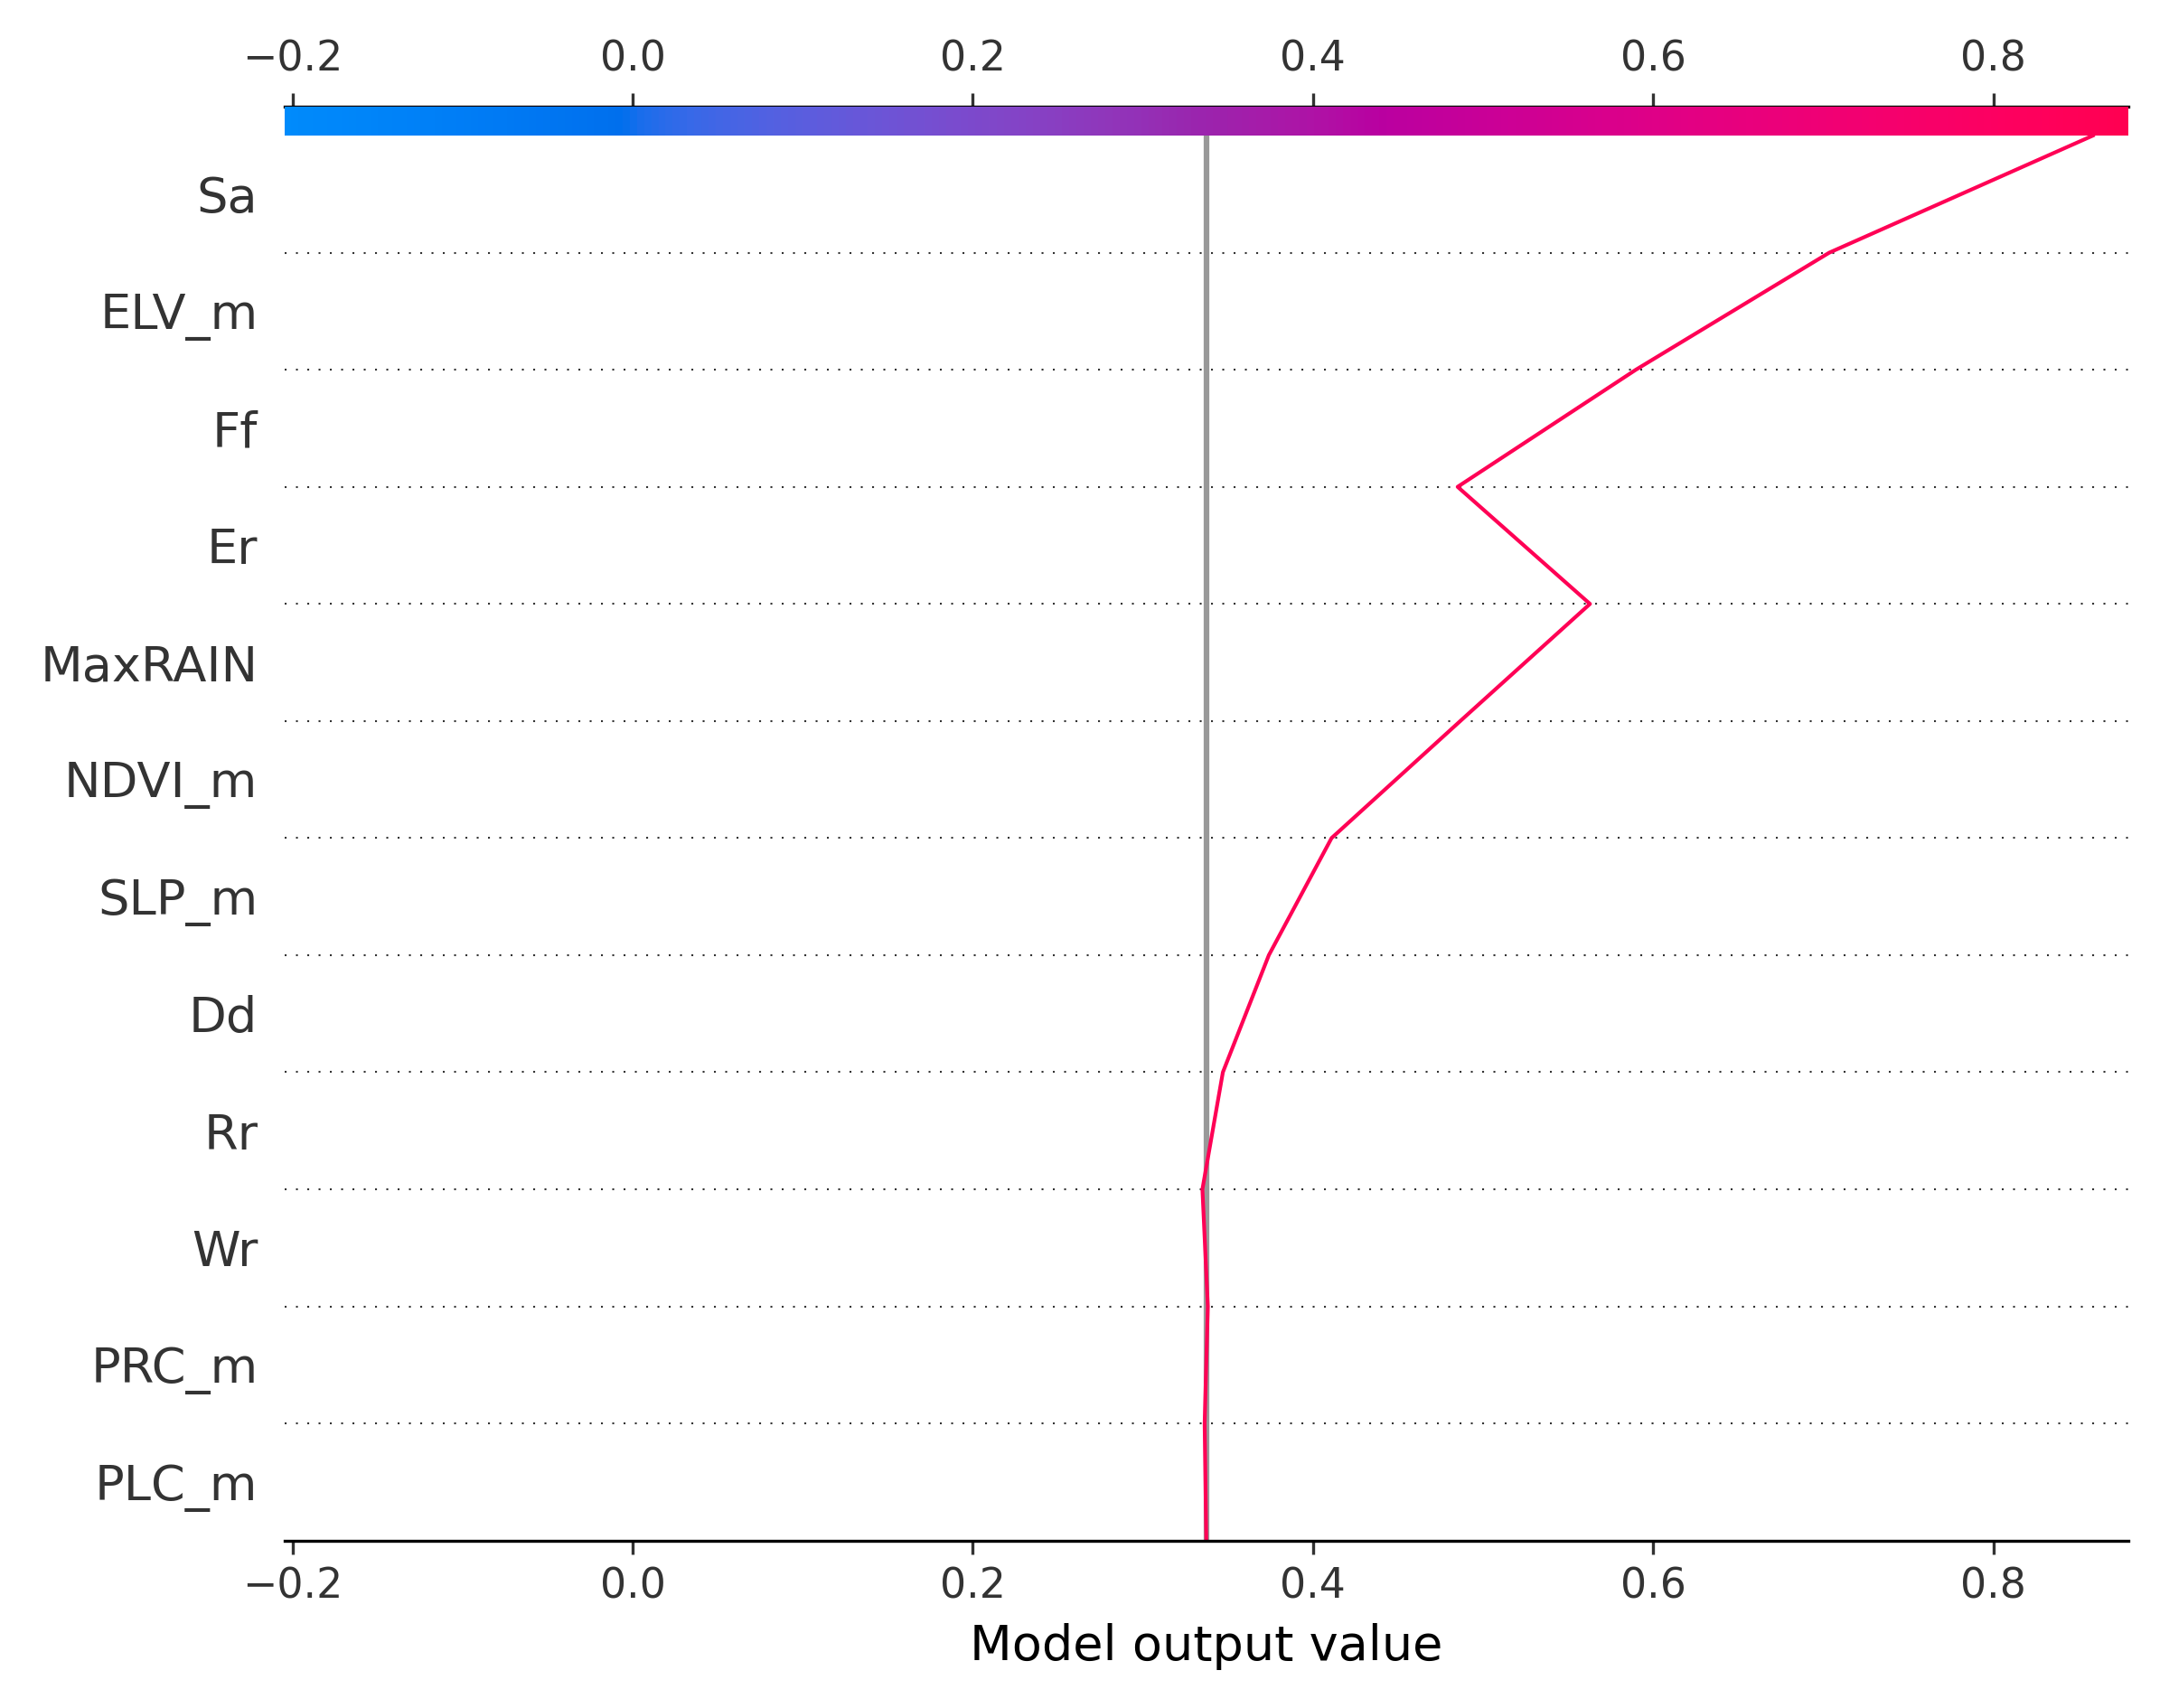 −0.2 0.0 0.2 0.4 0.6 0.8
Sa
ELV_m
Ff
Er
MaxRAIN
NDVI_m
SLP_m
Dd
Rr
Wr
PRC_m
PLC_m
−0.2 0.0 0.2 0.4 0.6 0.8
Model output value